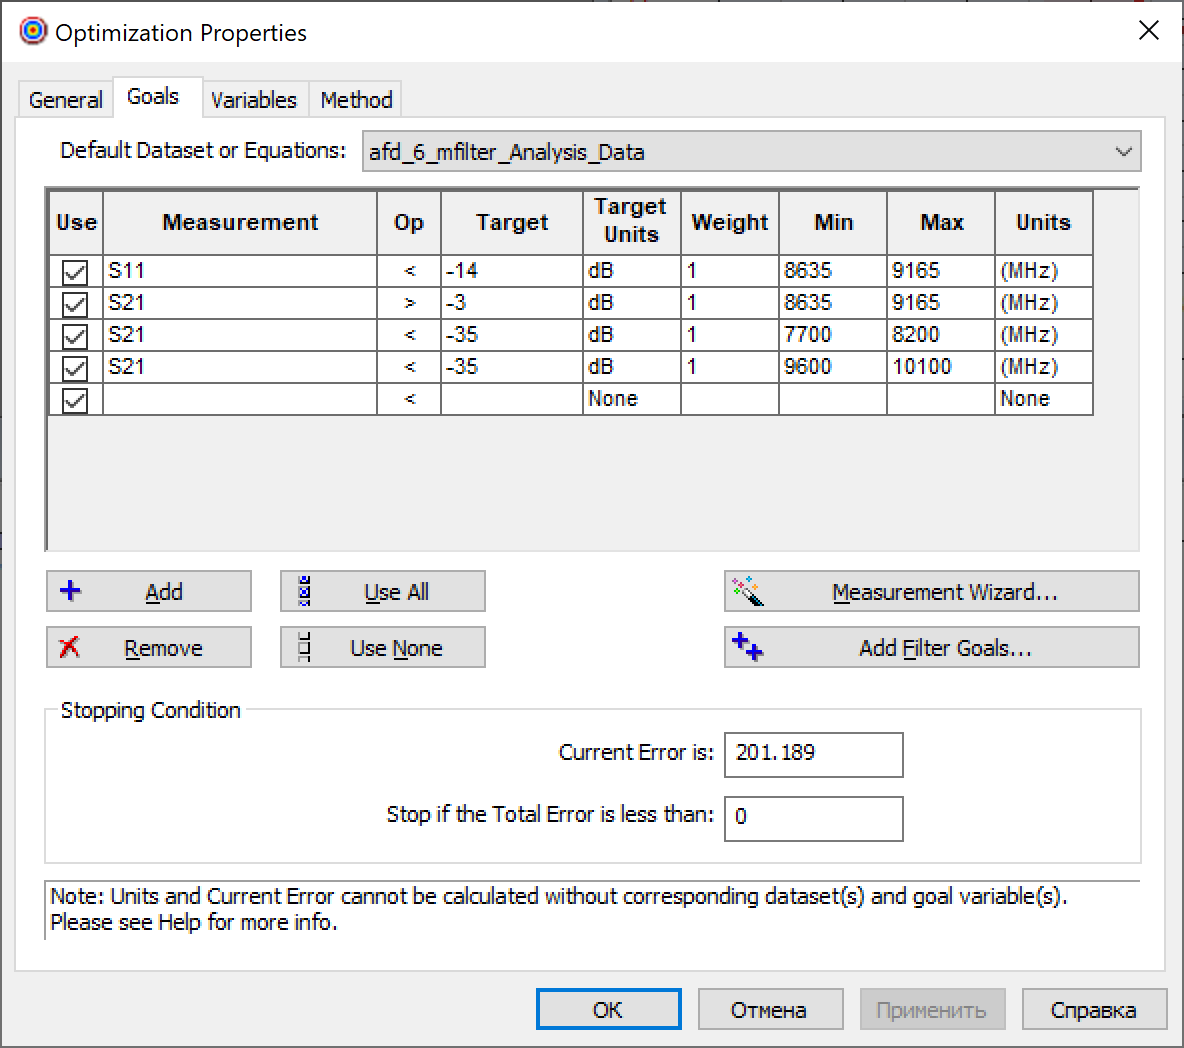 Optimization Properties
General Goals Variables Method
Default Dataset or Equations: afd_6_mfilter_Analysis_Data
Use Measurement Op Target Target Units Weight Min Max Units
S11 < -14 dB 1 8635 9165 (MHz)
S21 > -3 dB 1 8635 9165 (MHz)
S21 < -35 dB 1 7700 8200 (MHz)
S21 < -35 dB 1 9600 10100 (MHz)
< None None
Add Use All Measurement Wizard...
Remove Use None Add Filter Goals...
Stopping Condition
Current Error is: 201.189
Stop if the Total Error is less than: 0
Note: Units and Current Error cannot be calculated without corresponding dataset(s) and goal variable(s).
Please see Help for more info.
OK Отмена Применить Справка